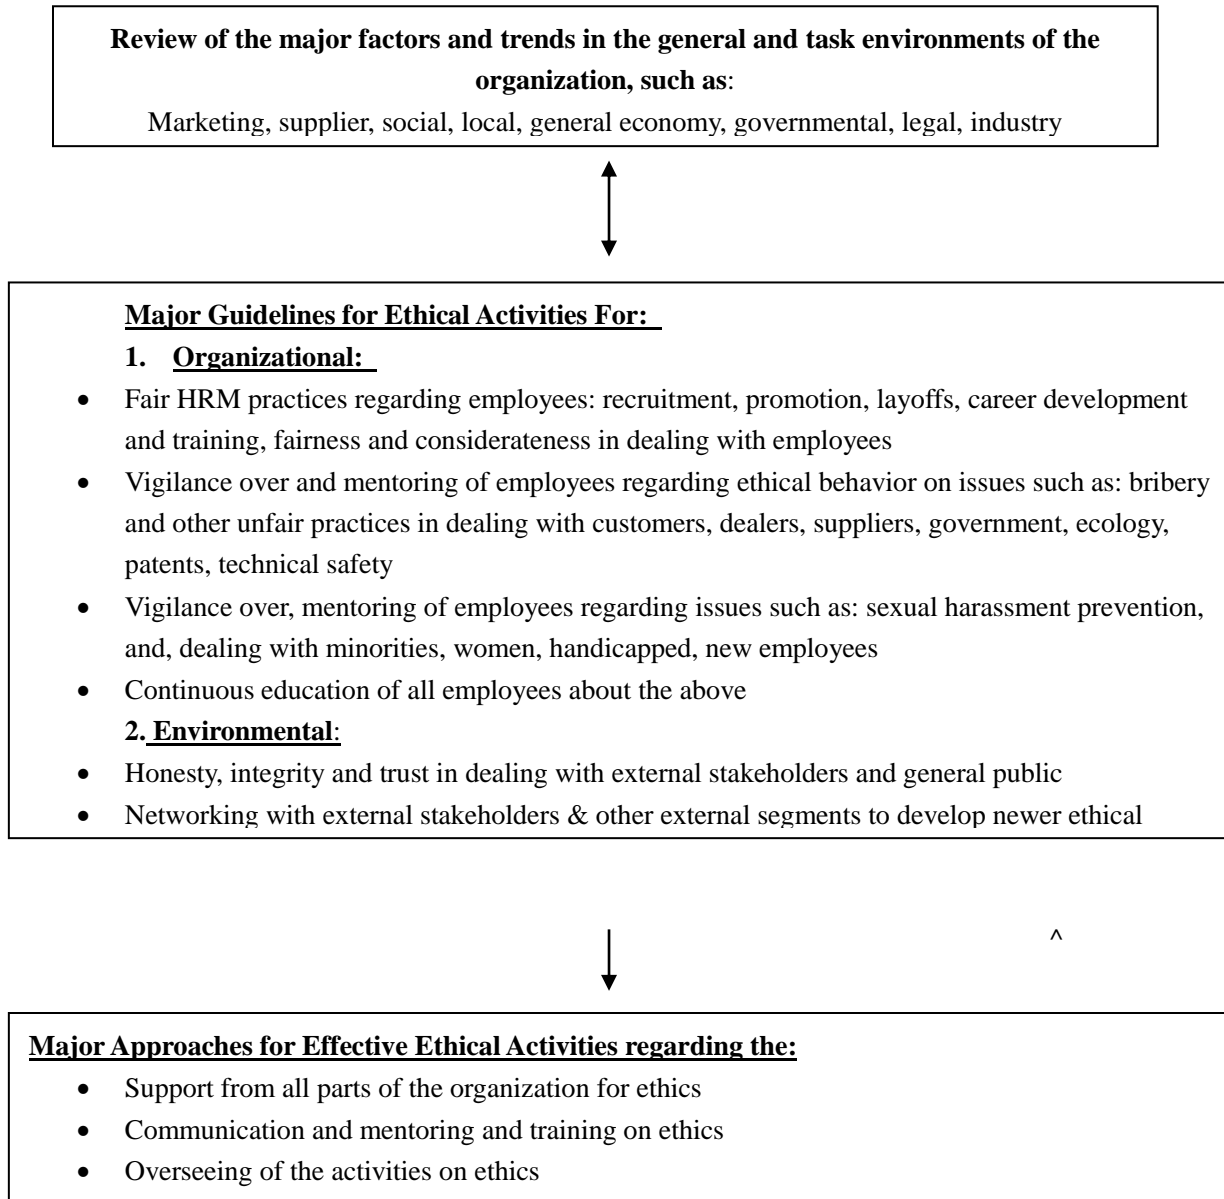 Review of the major factors and trends in the general and task environments of the
organization, such as:
Marketing, supplier, social, local, general economy, governmental, legal, industry
Major Guidelines for Ethical Activities For:
1. Organizational:
• Fair HRM practices regarding employees: recruitment, promotion, layoffs, career development
and training, fairness and considerateness in dealing with employees
• Vigilance over and mentoring of employees regarding ethical behavior on issues such as: bribery
and other unfair practices in dealing with customers, dealers, suppliers, government, ecology,
patents, technical safety
• Vigilance over, mentoring of employees regarding issues such as: sexual harassment prevention,
and, dealing with minorities, women, handicapped, new employees
• Continuous education of all employees about the above
2. Environmental:
• Honesty, integrity and trust in dealing with external stakeholders and general public
• Networking with external stakeholders & other external segments to develop newer ethical
^
Major Approaches for Effective Ethical Activities regarding the:
• Support from all parts of the organization for ethics
• Communication and mentoring and training on ethics
• Overseeing of the activities on ethics